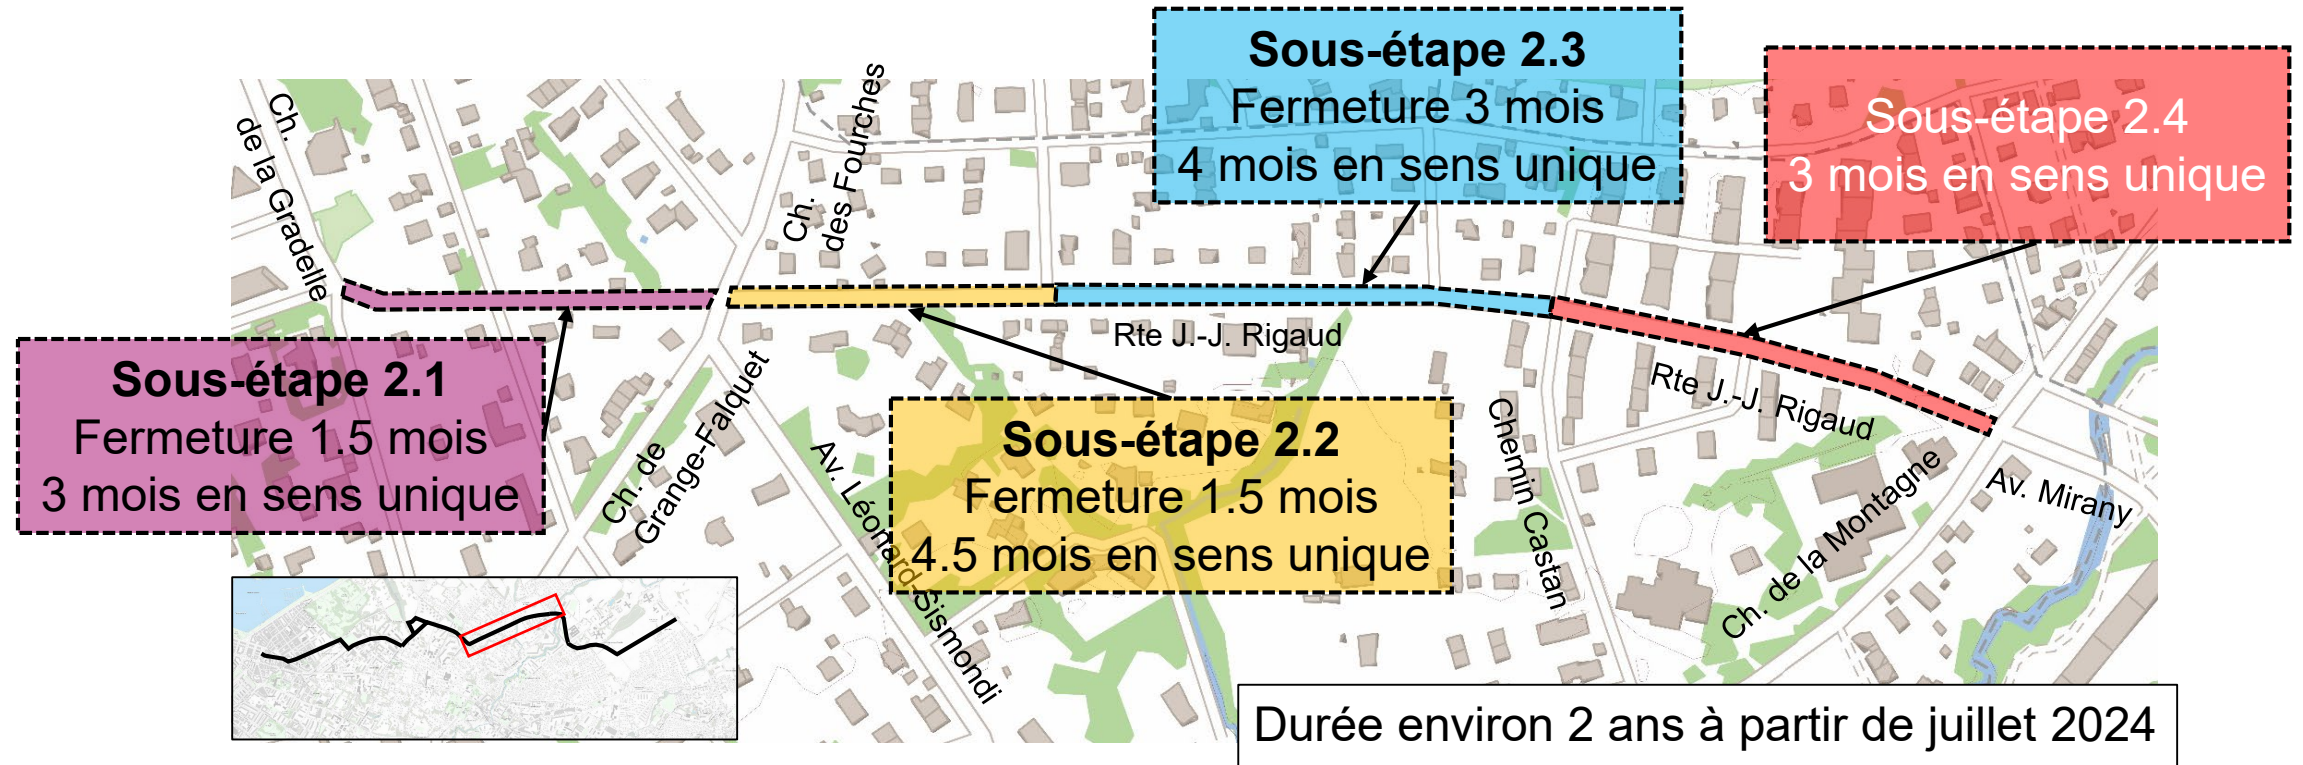 Sous-étape 2.3
Fermeture 3 mois
4 mois en sens unique
Sous-étape 2.4
3 mois en sens unique
Ch.
de la Gradelle
Ch.
des Fourches
Rte J.-J. Rigaud
Sous-étape 2.1
Fermeture 1.5 mois
3 mois en sens unique
Ch. de
Grange-Falquet
Sous-étape 2.2
Fermeture 1.5 mois
4.5 mois en sens unique
Av. Léonard-Sismondi
Chemin Castan
Rte J.-J. Rigaud
Ch. de la Montagne
Av. Mirany
Durée environ 2 ans à partir de juillet 2024